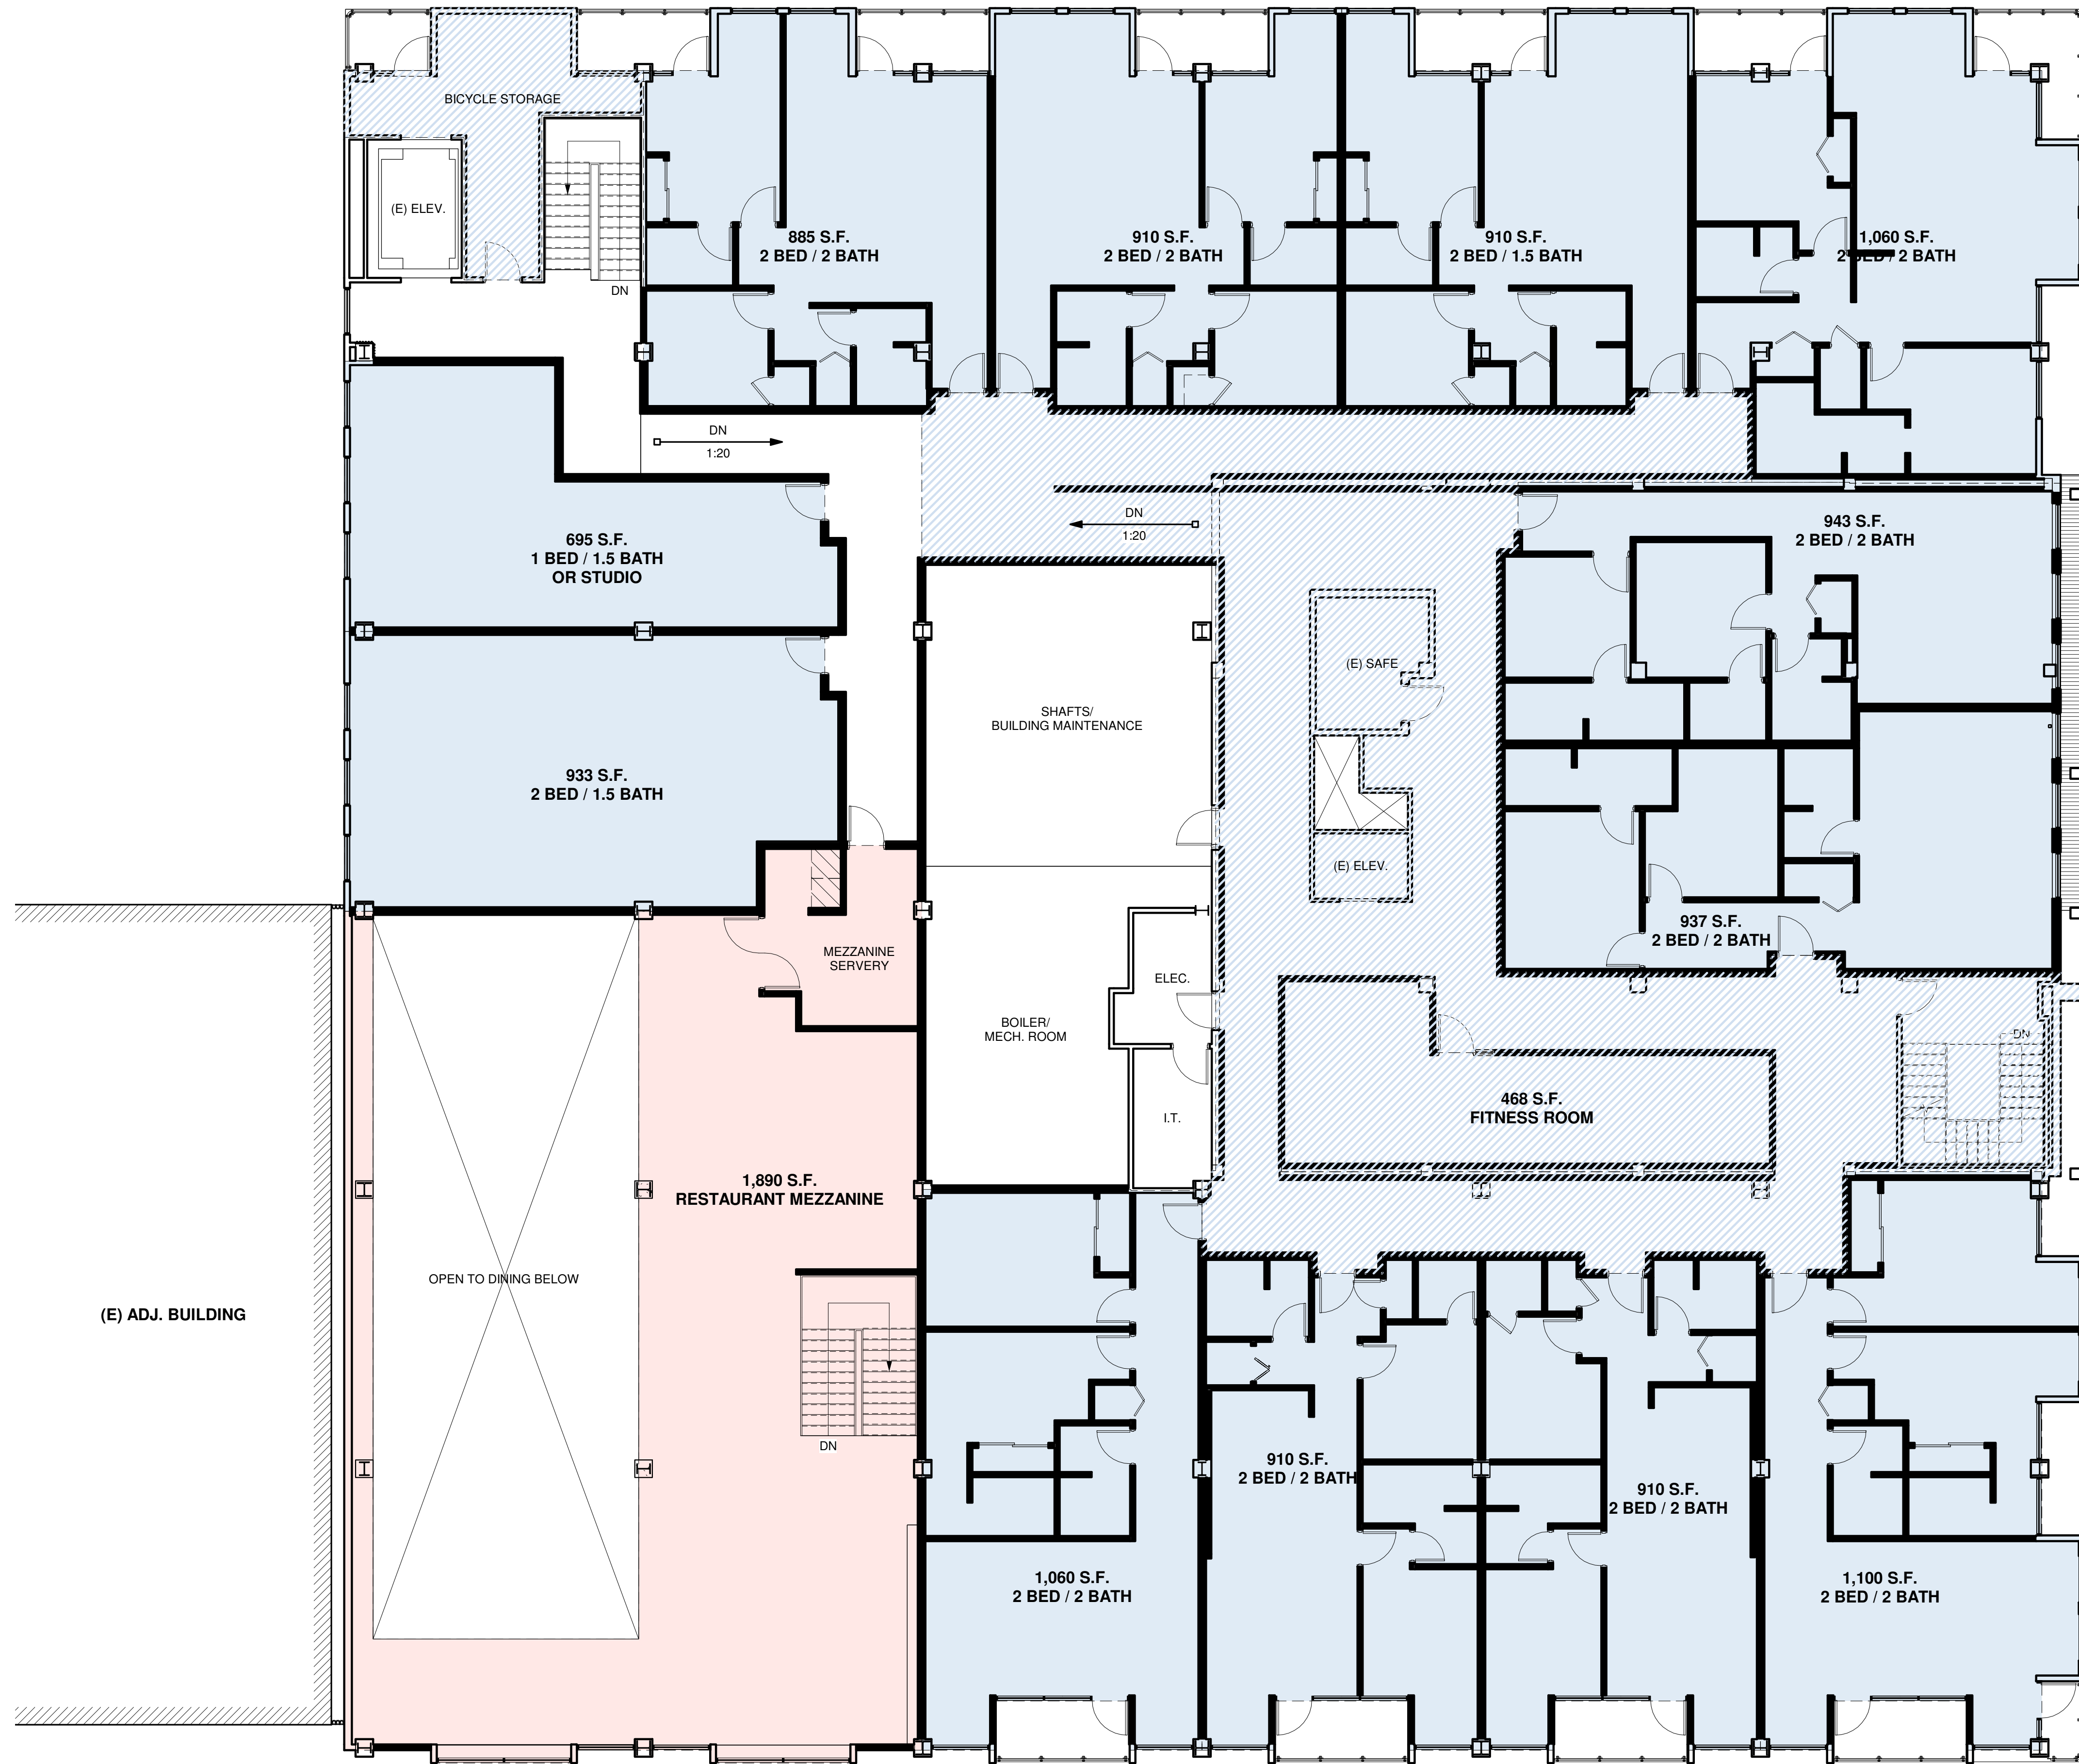 BICYCLE STORAGE
(E) ELEV.
DN
885 S.F.
2 BED / 2 BATH
910 S.F.
2 BED / 2 BATH
910 S.F.
2 BED / 1.5 BATH
1,060 S.F.
2 BED / 2 BATH
DN
1:20
DN
1:20
695 S.F.
1 BED / 1.5 BATH
OR STUDIO
943 S.F.
2 BED / 2 BATH
(E) SAFE
SHAFTS/
BUILDING MAINTENANCE
933 S.F.
2 BED / 1.5 BATH
(E) ELEV.
937 S.F.
2 BED / 2 BATH
MEZZANINE
SERVERY
ELEC.
BOILER/
MECH. ROOM
DN
I.T.
468 S.F.
FITNESS ROOM
1,890 S.F.
RESTAURANT MEZZANINE
OPEN TO DINING BELOW
(E) ADJ. BUILDING
DN
910 S.F.
2 BED / 2 BATH
910 S.F.
2 BED / 2 BATH
1,060 S.F.
2 BED / 2 BATH
1,100 S.F.
2 BED / 2 BATH